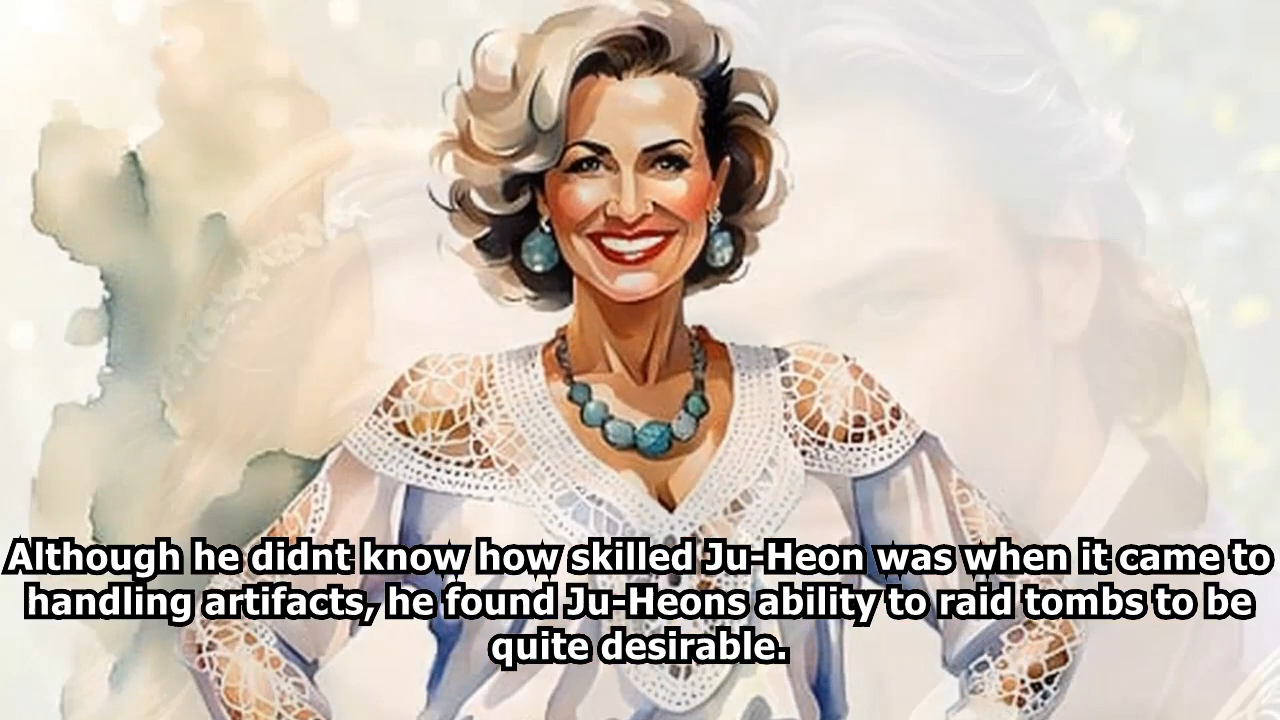 Although he didnt know how skilled Ju-Heon was when it came to
handling artifacts, he found Ju-Heons ability to raid tombs to be
quite desirable.